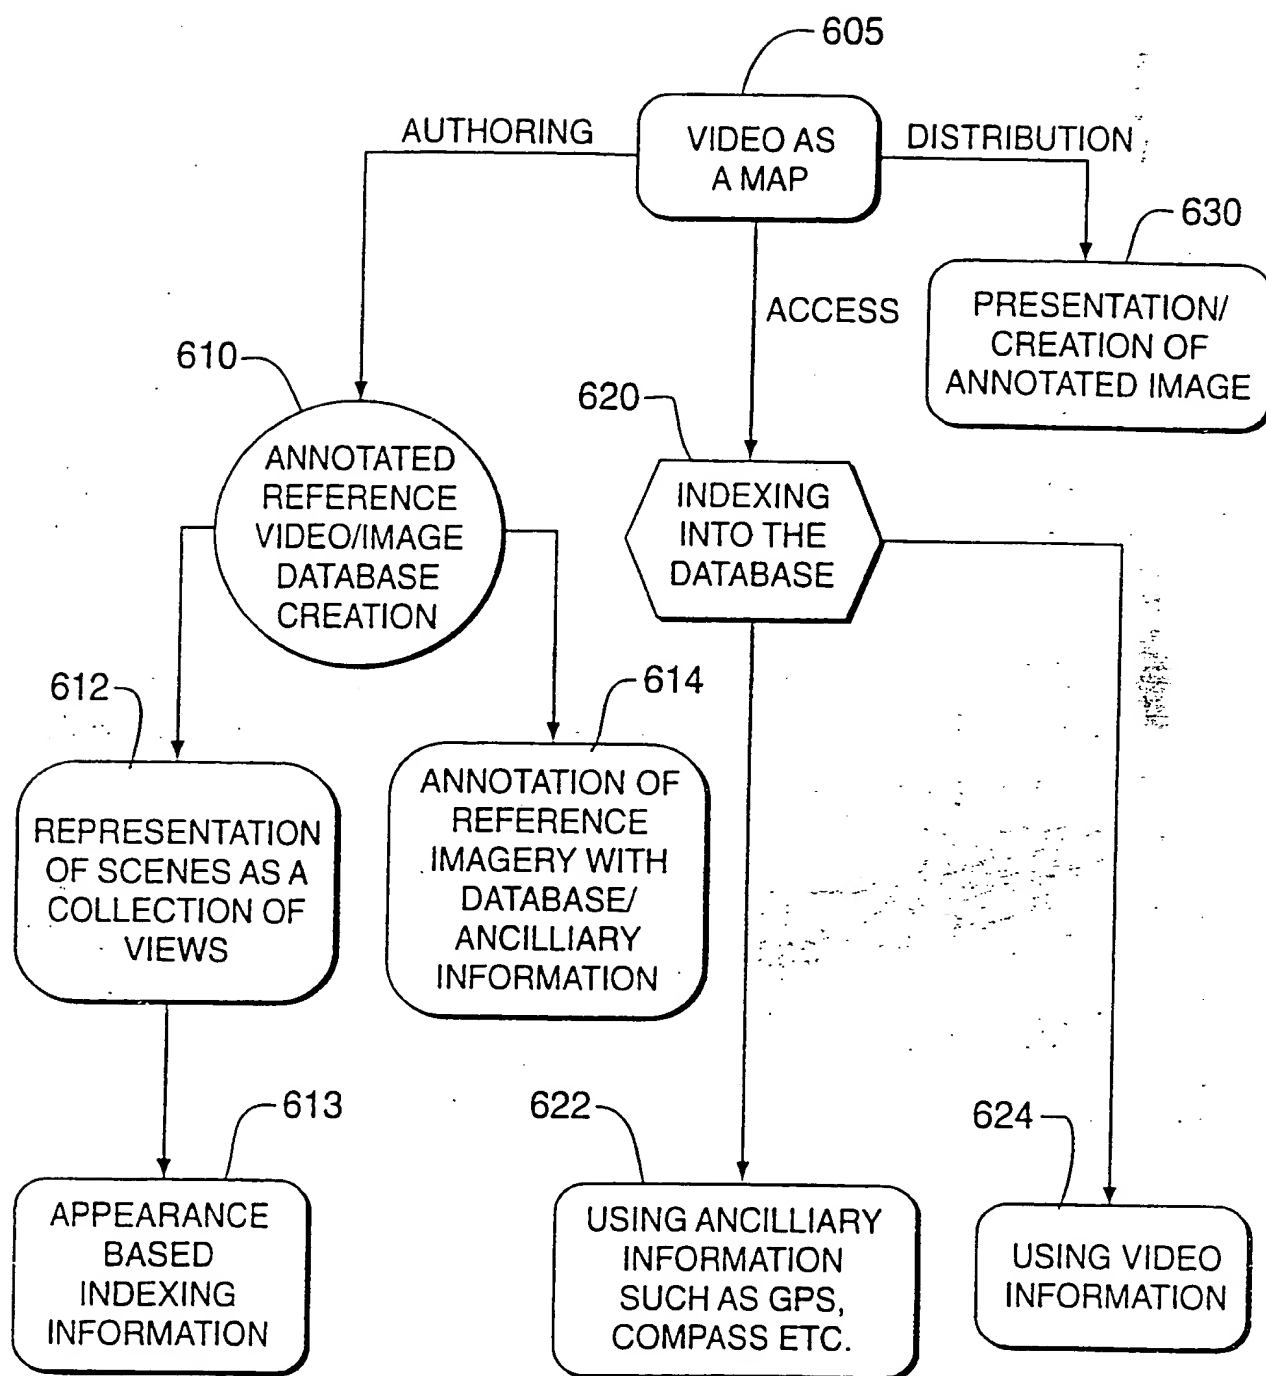 605
AUTHORING
VIDEO AS
A MAP
DISTRIBUTION
630
PRESENTATION/
CREATION OF
ANNOTATED IMAGE
ACCESS
610
ANNOTATED
REFERENCE
VIDEO/IMAGE
DATABASE
CREATION
620
INDEXING
INTO THE
DATABASE
612
REPRESENTATION
OF SCENES AS A
COLLECTION OF
VIEWS
614
ANNOTATION OF
REFERENCE
IMAGERY WITH
DATABASE/
ANCILLIARY
INFORMATION
613
APPEARANCE
BASED
INDEXING
INFORMATION
622
USING ANCILLIARY
INFORMATION
SUCH AS GPS,
COMPASS ETC.
624
USING VIDEO
INFORMATION